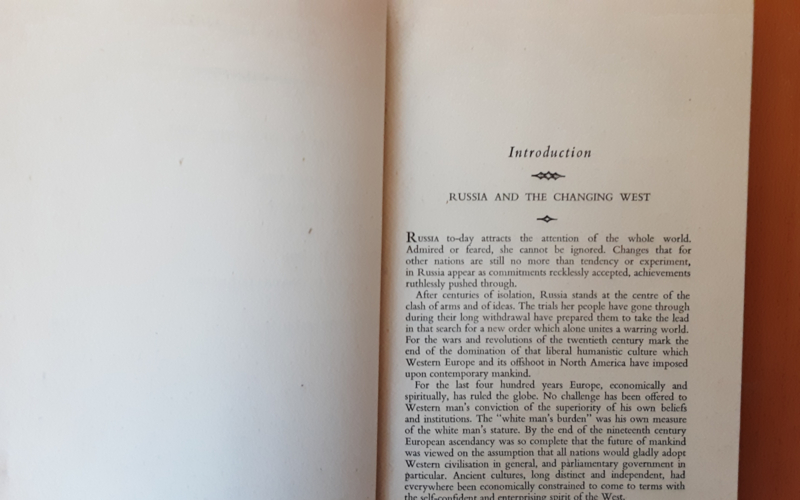 Introduction
RUSSIA AND THE CHANGING WEST
RUSSIA to-day attracts the attention of the whole world.
Admired or feared, she cannot be ignored. Changes that for
other nations are still no more than tendency or experiment,
in Russia appear as commitments recklessly accepted, achievements
ruthlessly pushed through.
After centuries of isolation, Russia stands at the centre of the
clash of arms and of ideas. The trials her people have gone through
during their long withdrawal have prepared them to take the lead
in that search for a new order which alone unites a warring world.
For the wars and revolutions of the twentieth century mark the
end of the domination of that liberal humanistic culture which
Western Europe and its offshoot in North America have imposed
upon contemporary mankind.
For the last four hundred years Europe, economically and
spiritually, has ruled the globe. No challenge has been offered to
Western man's conviction of the superiority of his own beliefs
and institutions. The "white man's burden" was his own measure
of the white man's stature. By the end of the nineteenth century
European ascendancy was so complete that the future of mankind
was viewed on the assumption that all nations would gladly adopt
Western civilisation in general, and parliamentary government in
particular. Ancient cultures, long distinct and independent, had
everywhere been economically constrained to come to terms with
the self-confident and enterprising spirit of the West.